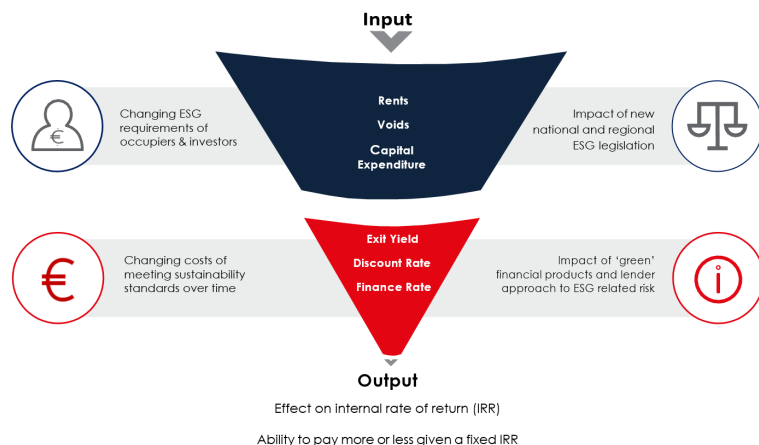 Input
Rents
Voids
Capital
Expenditure
Changing ESG
requirements of
occupiers & investors
€
Impact of new
national and regional
ESG legislation
Exit Yield
Discount Rate
Finance Rate
€
Changing costs of
meeting sustainability
standards over time
Impact of ‘green’
financial products and lender
approach to ESG related risk
i
Output
Effect on internal rate of return (IRR)
Ability to pay more or less given a fixed IRR